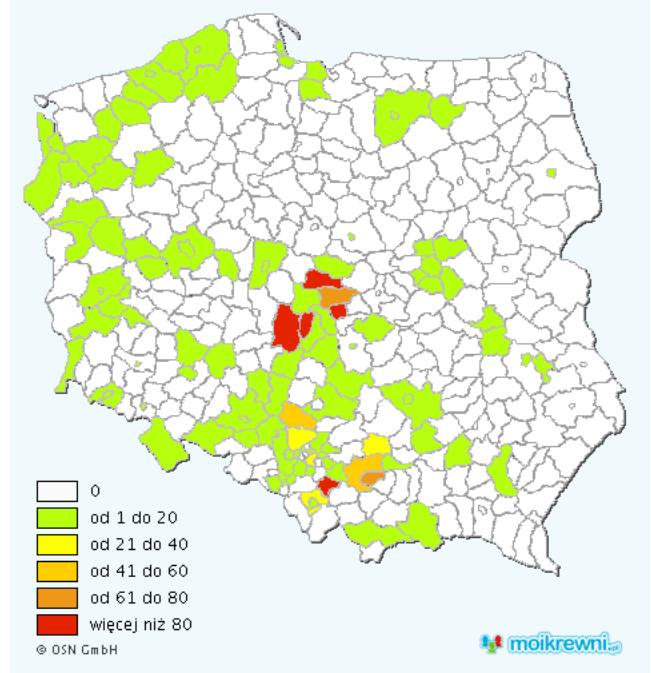 0
od 1 do 20
od 21 do 40
od 41 do 60
od 61 do 80
więcej niż 80
© OSN GmbH
moikrewni.pl